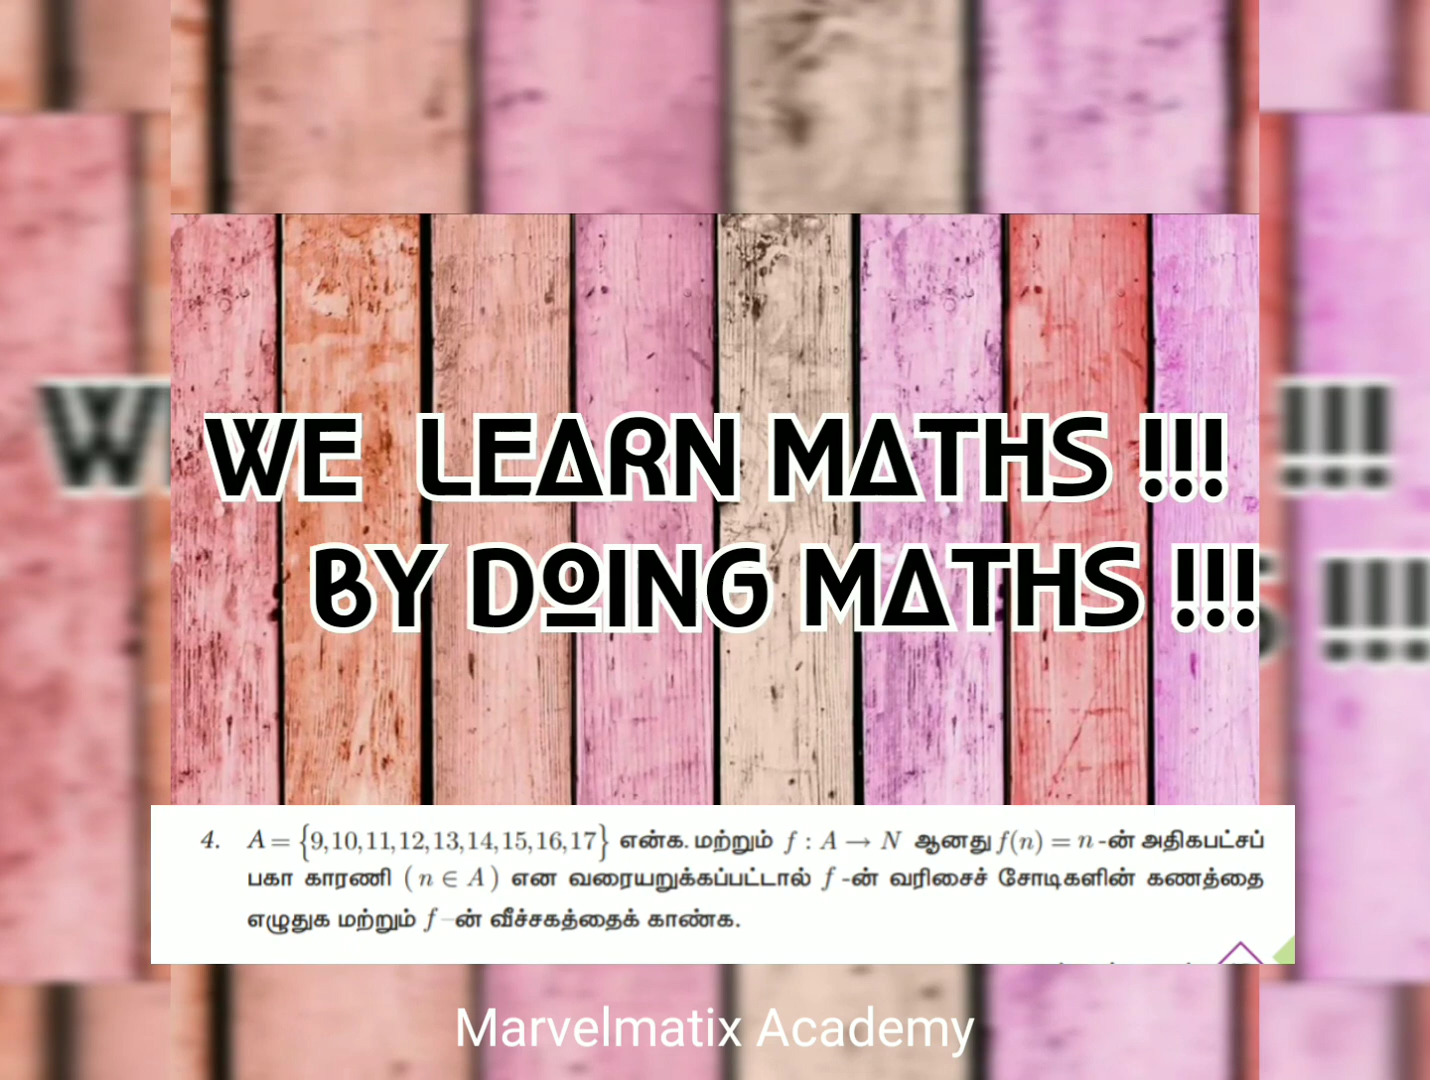 WE LEARN MATHS !!!
BY DOING MATHS !!!
4. A = {9,10,11,12,13,14,15,16,17} என்க. மற்றும் f : A → N ஆனது f(n) = n -ன் அதிகபட்சப்
பகா காரணி ( n ∈ A ) என வரையறுக்கப்பட்டால் f -ன் வரிசைச் சோடிகளின் கணத்தை
எழுதுக மற்றும் f –ன் வீச்சகத்தைக் காண்க.
Marvelmatix Academy